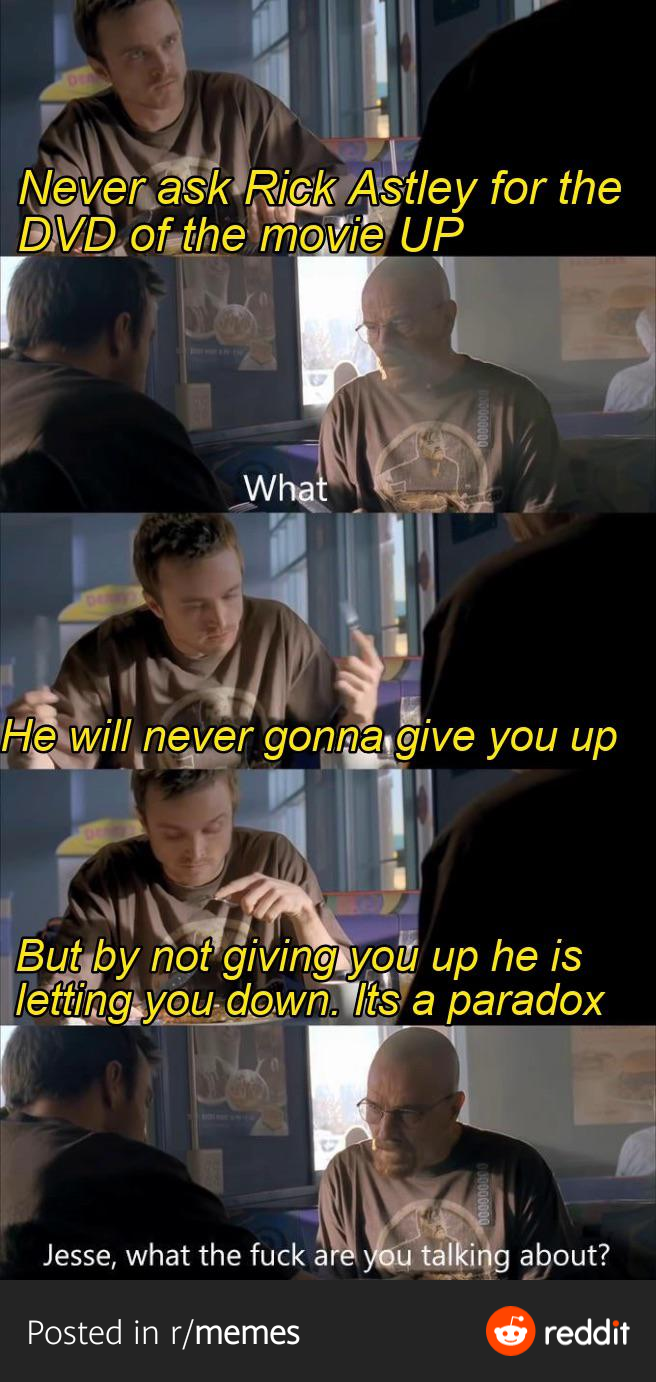 Never ask Rick Astley for the
DVD of the movie UP
What
Denny's
He will never gonna give you up
But by not giving you up he is
letting you down. Its a paradox
Jesse, what the fuck are you talking about?
Posted in r/memes
reddit